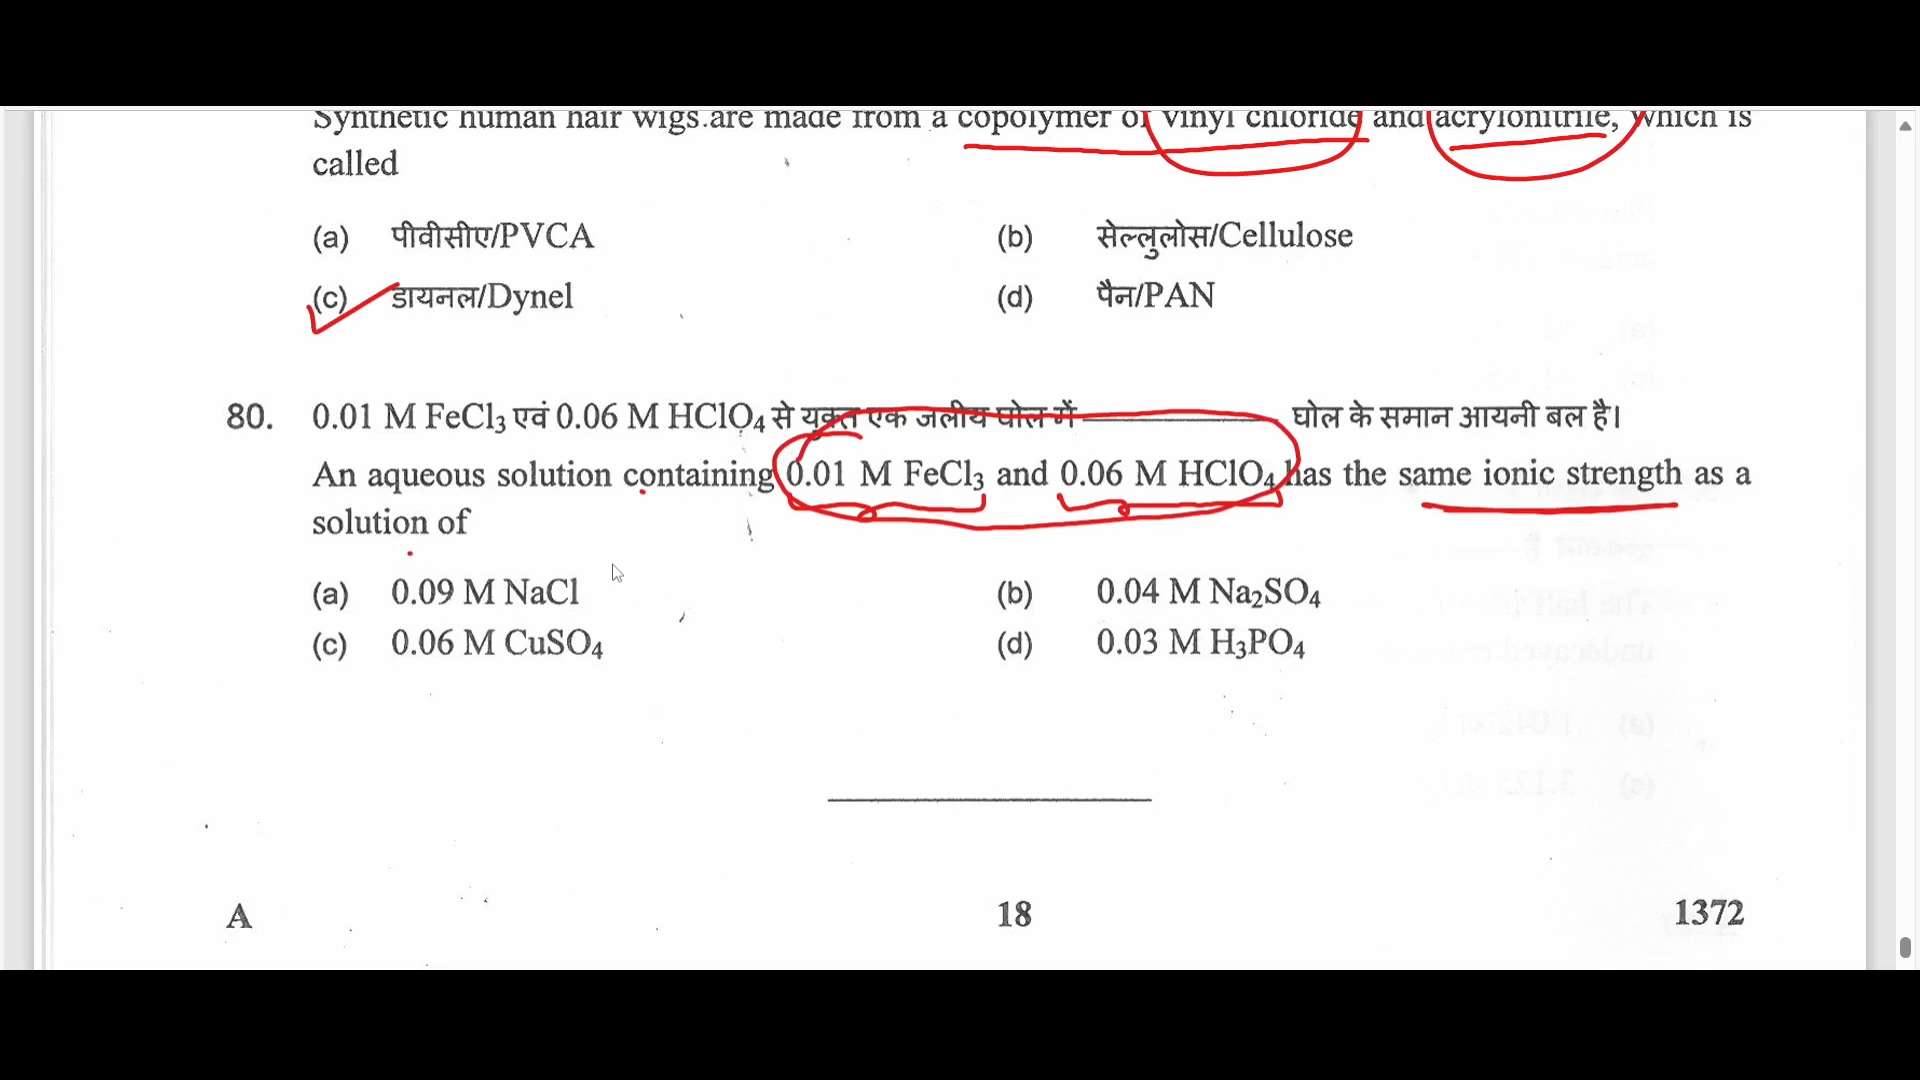 Synthetic human hair wigs are made from a copolymer of vinyl chloride and acrylonitrile, which is
called
(a) पीवीसीए/PVCA (b) सेल्लुलोस/Cellulose
(c) डायनल/Dynel (d) पैन/PAN
80. 0.01 M FeCl₃ एवं 0.06 M HClO₄ से युक्त एक जलीय घोल में ____________ घोल के समान आयनी बल है।
An aqueous solution containing 0.01 M FeCl₃ and 0.06 M HClO₄ has the same ionic strength as a
solution of
(a) 0.09 M NaCl (b) 0.04 M Na₂SO₄
(c) 0.06 M CuSO₄ (d) 0.03 M H₃PO₄
A 18 1372